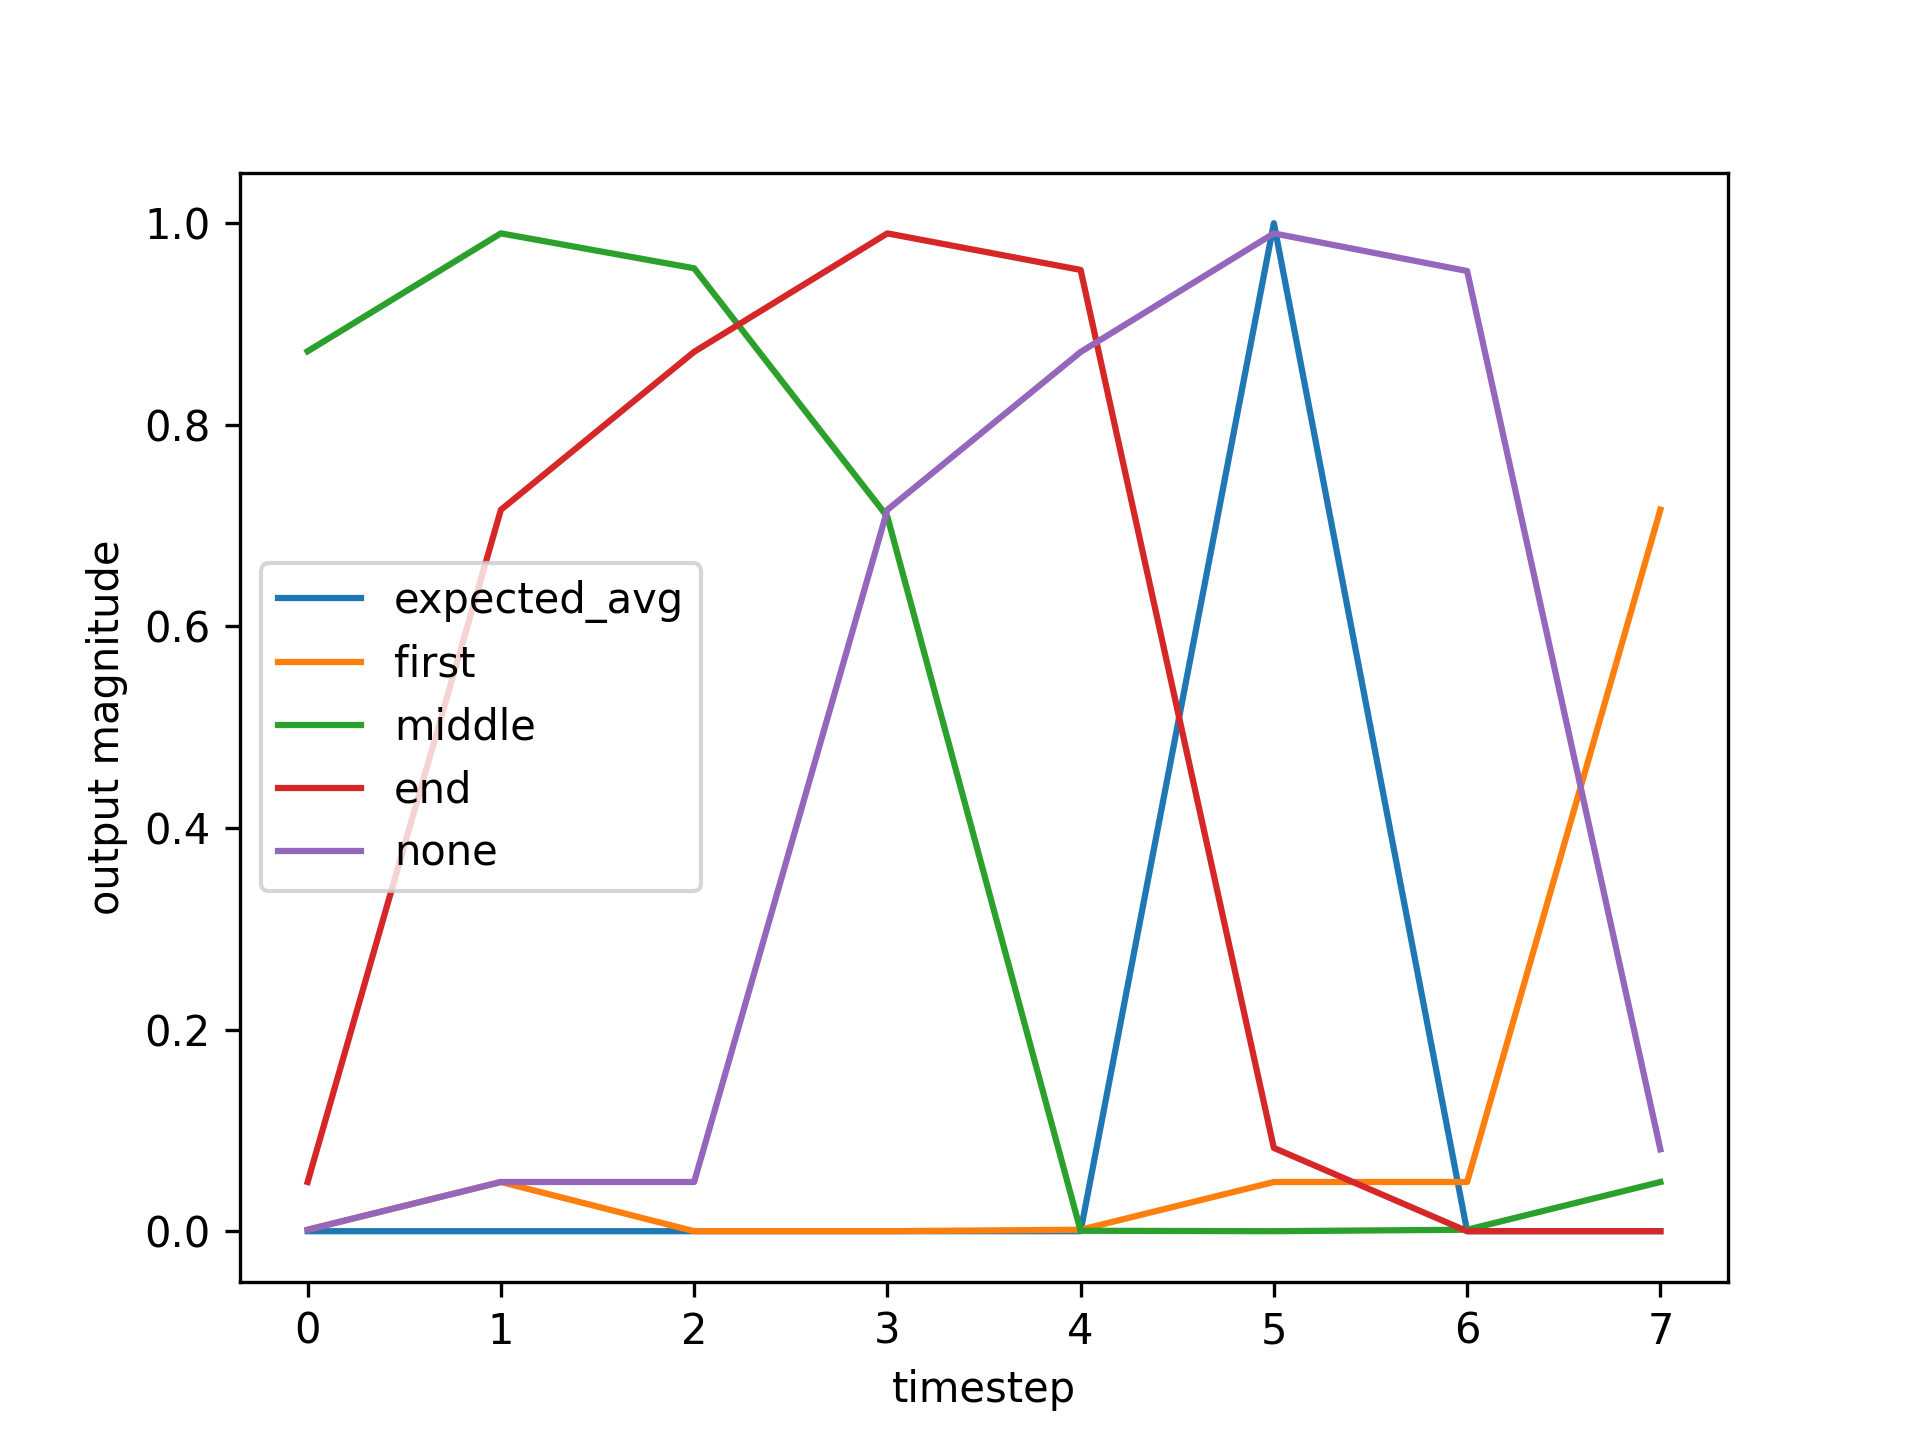 1.0
0.8
0.6
0.4
0.2
0.0
output magnitude
expected_avg
first
middle
end
none
0 1 2 3 4 5 6 7
timestep